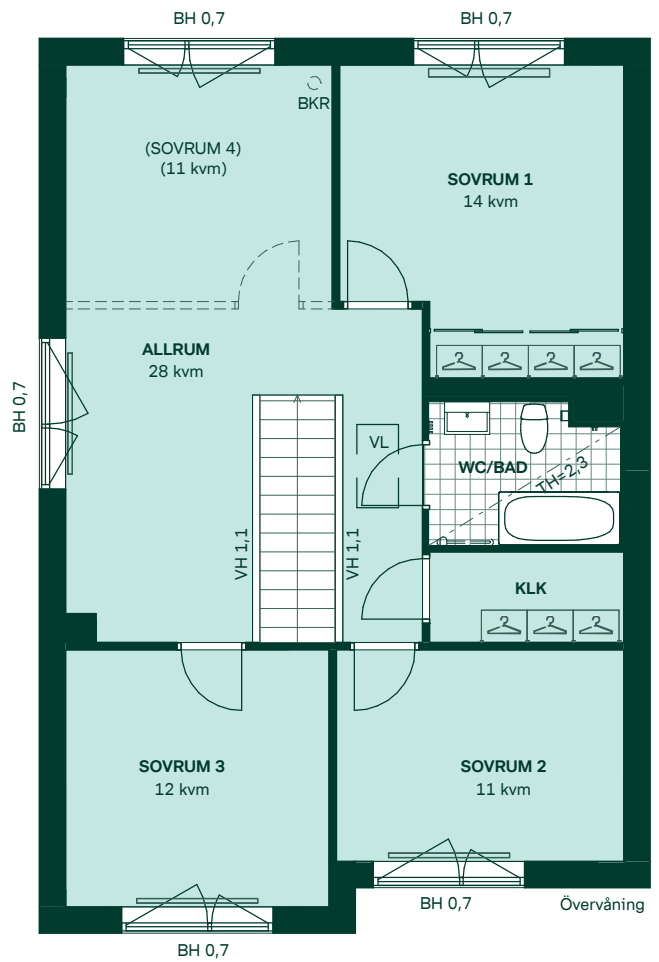 BH 0,7
BH 0,7
BKR
(SOVRUM 4)
(11 kvm)
SOVRUM 1
14 kvm
ALLRUM
28 kvm
BH 0,7
VL
WC/BAD
TH=2,3
VH 1,1
VH 1,1
KLK
SOVRUM 3
12 kvm
SOVRUM 2
11 kvm
BH 0,7
Övervåning
BH 0,7